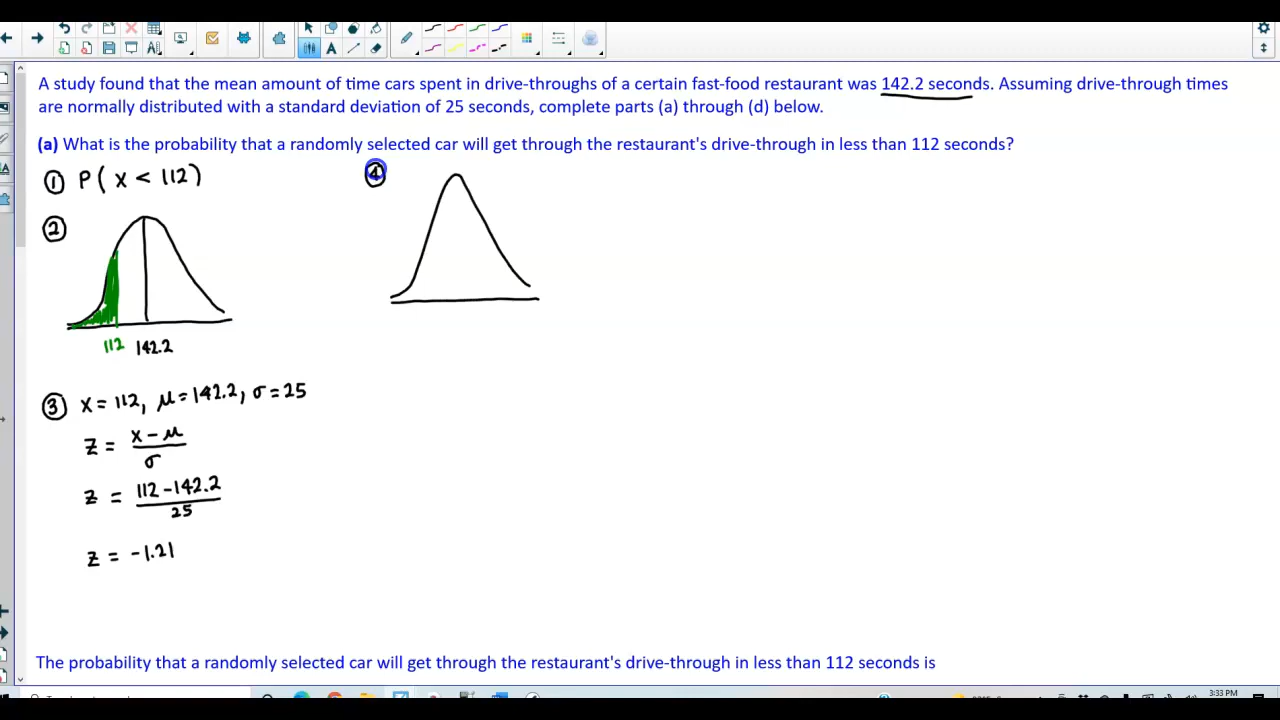 A study found that the mean amount of time cars spent in drive-throughs of a certain fast-food restaurant was 142.2 seconds. Assuming drive-through times
are normally distributed with a standard deviation of 25 seconds, complete parts (a) through (d) below.
(a) What is the probability that a randomly selected car will get through the restaurant's drive-through in less than 112 seconds?
① P( x < 112)
②
112 142.2
③ x = 112, μ = 142.2, σ = 25
z = x - μ / σ
z = 112 - 142.2 / 25
z = -1.21
④
The probability that a randomly selected car will get through the restaurant's drive-through in less than 112 seconds is
3:33 PM